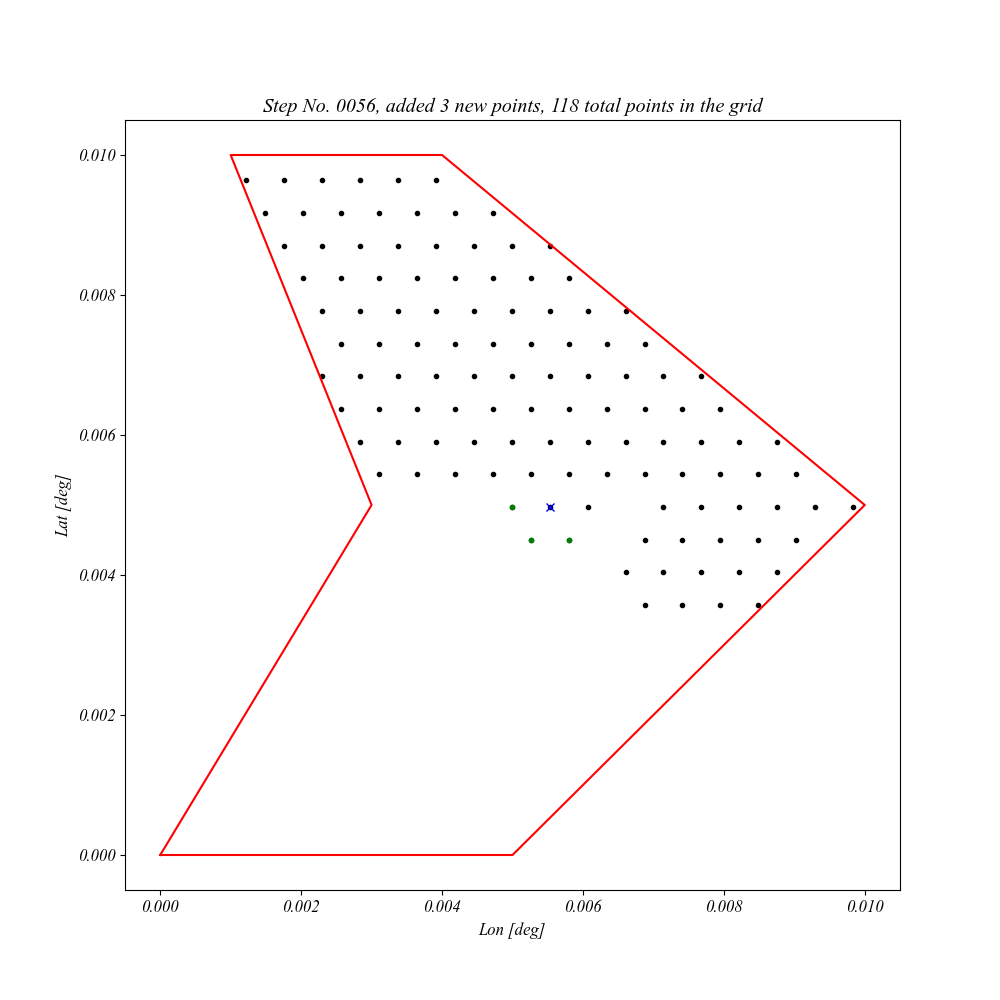 Step No. 0056, added 3 new points, 118 total points in the grid
0.010
0.008
0.006
0.004
0.002
0.000
Lat [deg]
0.000 0.002 0.004 0.006 0.008 0.010
Lon [deg]